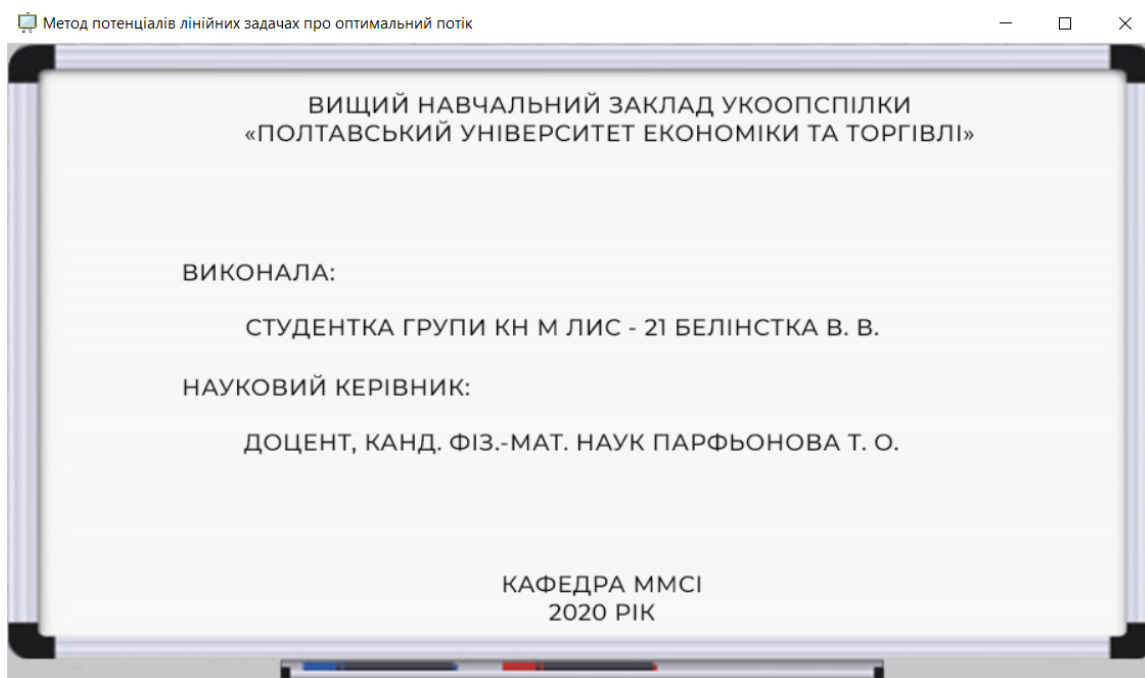 Метод потенціалів лінійних задачах про оптимальний потік
ВИЩИЙ НАВЧАЛЬНИЙ ЗАКЛАД УКООПСПІЛКИ
«ПОЛТАВСЬКИЙ УНІВЕРСИТЕТ ЕКОНОМІКИ ТА ТОРГІВЛІ»
ВИКОНАЛА:
СТУДЕНТКА ГРУПИ КН М ЛИС - 21 БЕЛІНСТКА В. В.
НАУКОВИЙ КЕРІВНИК:
ДОЦЕНТ, КАНД. ФІЗ.-МАТ. НАУК ПАРФЬОНОВА Т. О.
КАФЕДРА ММСІ
2020 РІК